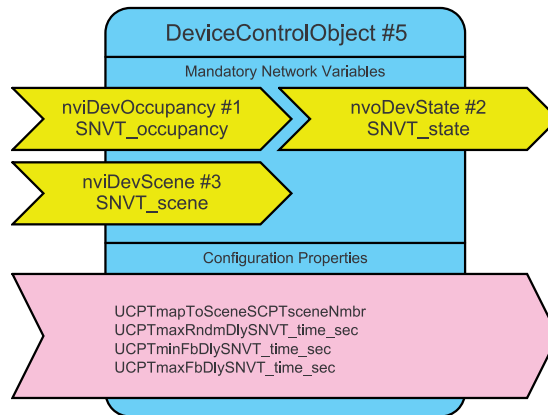 DeviceControlObject #5
Mandatory Network Variables
nviDevOccupancy #1
SNVT_occupancy
nvoDevState #2
SNVT_state
nviDevScene #3
SNVT_scene
Configuration Properties
UCPTmapToSceneSCPTsceneNmbr
UCPTmaxRndmDlySNVT_time_sec
UCPTminFbDlySNVT_time_sec
UCPTmaxFbDlySNVT_time_sec